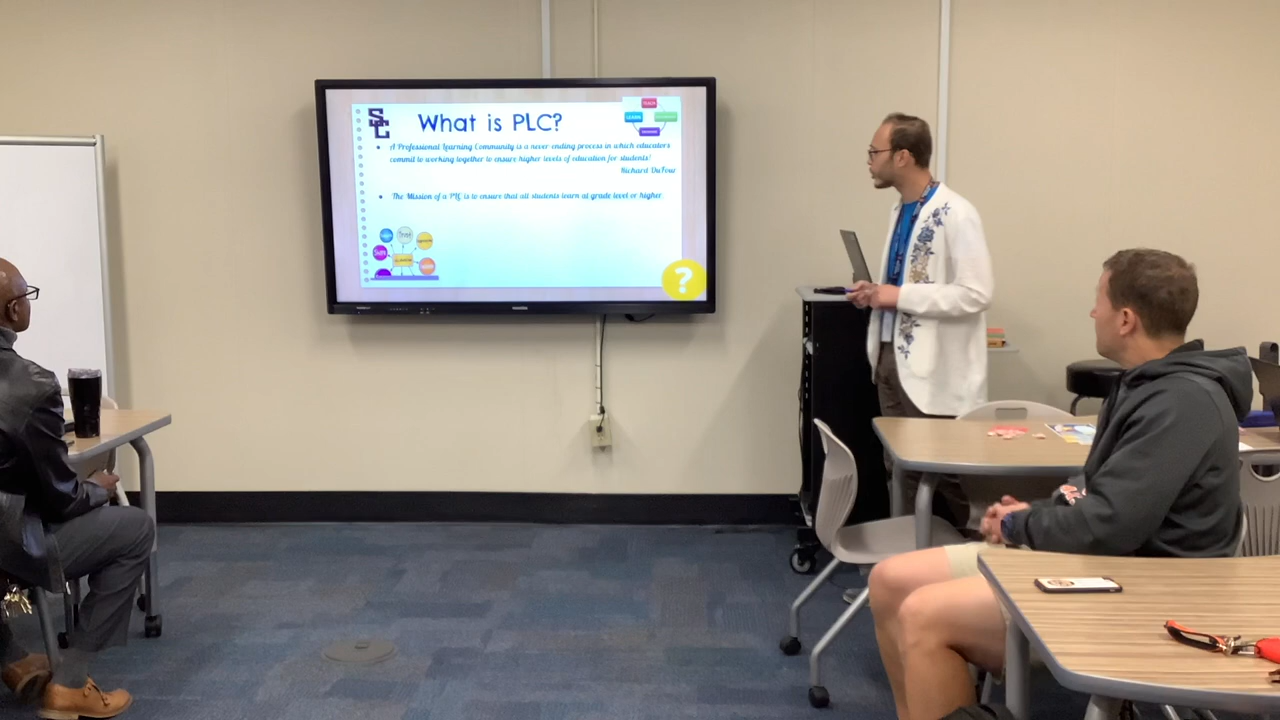 SC
What is PLC?
TEACH
LEARN
A Professional Learning Community is a never-ending process in which educators
commit to working together to ensure higher levels of education for students!
Richard DuFour
The Mission of a PLC is to ensure that all students learn at grade level or higher.
?